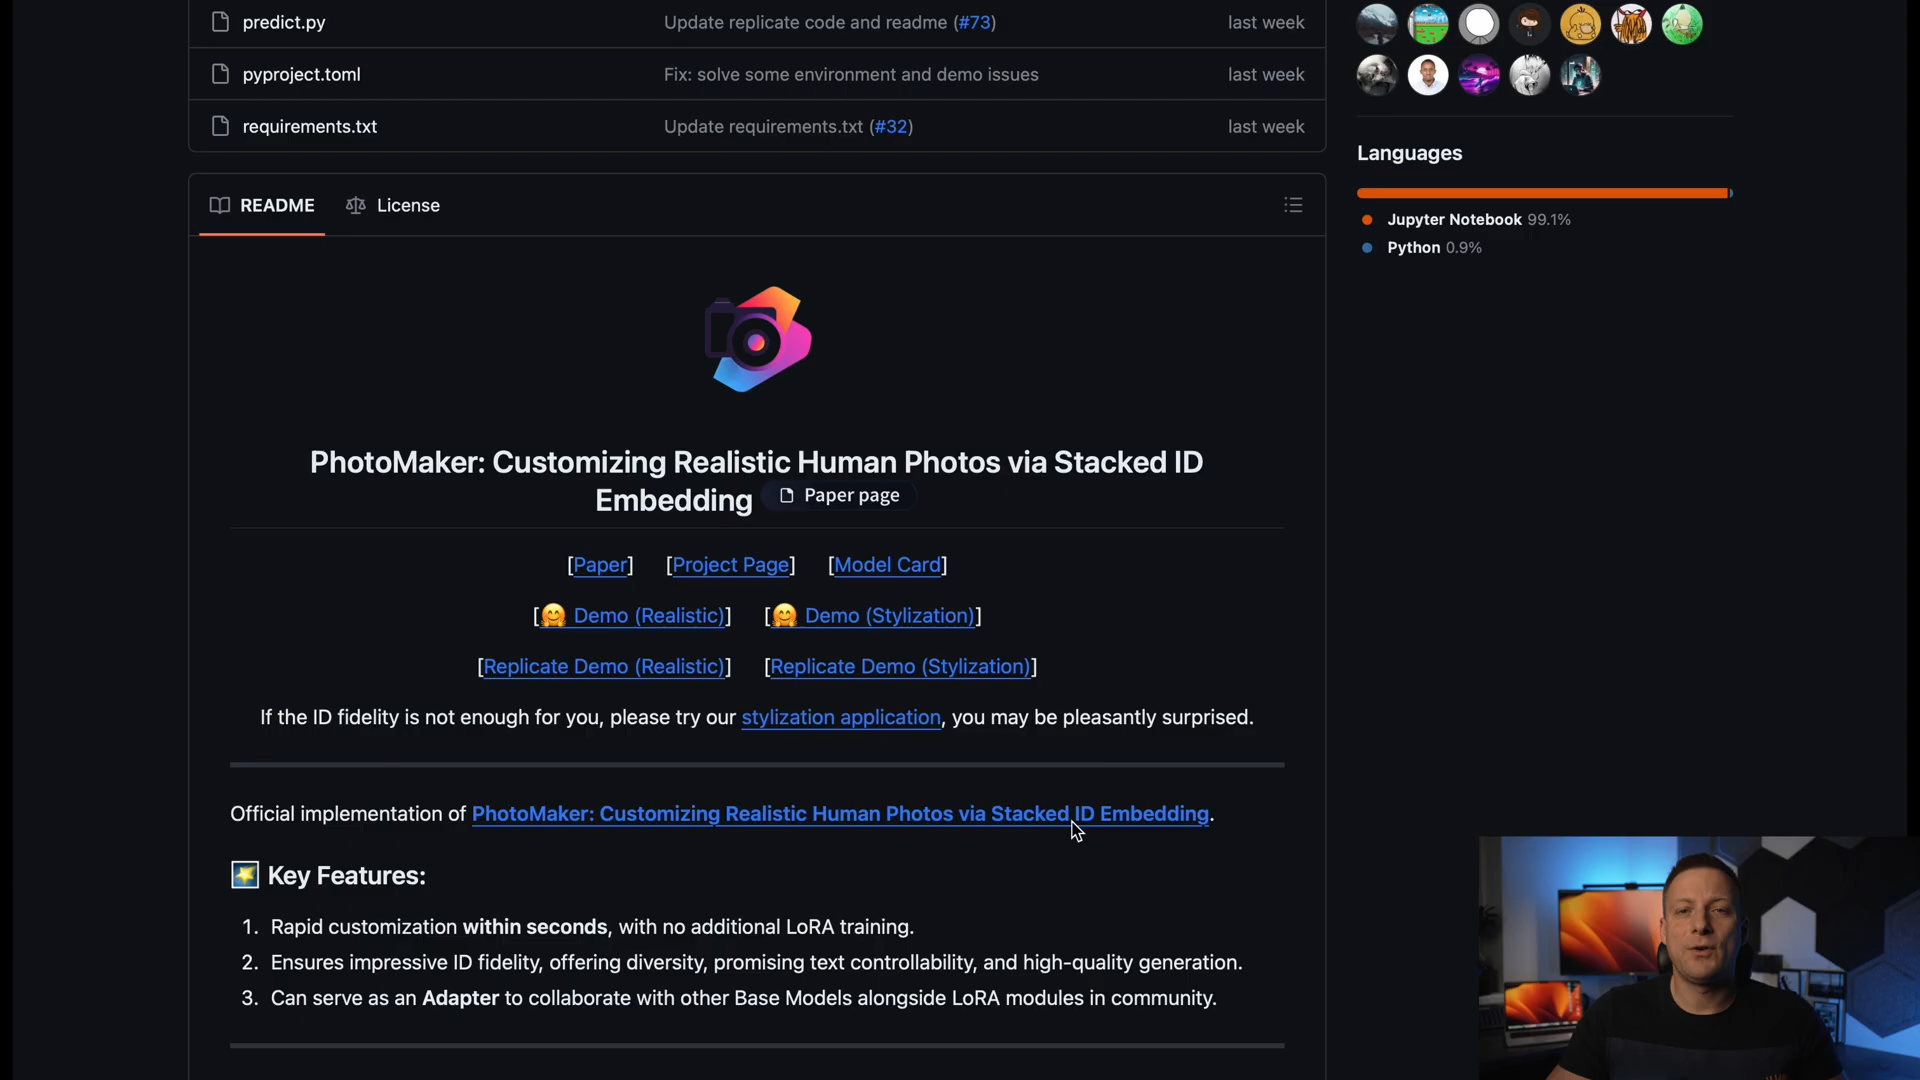 predict.py Update replicate code and readme (#73) last week
pyproject.toml Fix: solve some environment and demo issues last week
requirements.txt Update requirements.txt (#32) last week
Languages
Jupyter Notebook 99.1%
Python 0.9%
README License
PhotoMaker: Customizing Realistic Human Photos via Stacked ID
Embedding Paper page
[Paper] [Project Page] [Model Card]
[🤗 Demo (Realistic)] [🤗 Demo (Stylization)]
[Replicate Demo (Realistic)] [Replicate Demo (Stylization)]
If the ID fidelity is not enough for you, please try our stylization application, you may be pleasantly surprised.
Official implementation of PhotoMaker: Customizing Realistic Human Photos via Stacked ID Embedding.
🌠 Key Features:
1. Rapid customization within seconds, with no additional LoRA training.
2. Ensures impressive ID fidelity, offering diversity, promising text controllability, and high-quality generation.
3. Can serve as an Adapter to collaborate with other Base Models alongside LoRA modules in community.